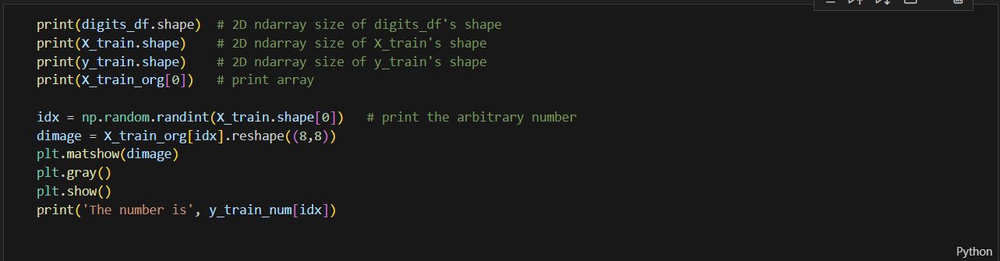 print(digits_df.shape)  # 2D ndarray size of digits_df's shape
print(X_train.shape)    # 2D ndarray size of X_train's shape
print(y_train.shape)    # 2D ndarray size of y_train's shape
print(X_train_org[0])   # print array
idx = np.random.randint(X_train.shape[0])   # print the arbitrary number
dimage = X_train_org[idx].reshape((8,8))
plt.matshow(dimage)
plt.gray()
plt.show()
print('The number is', y_train_num[idx])
Python